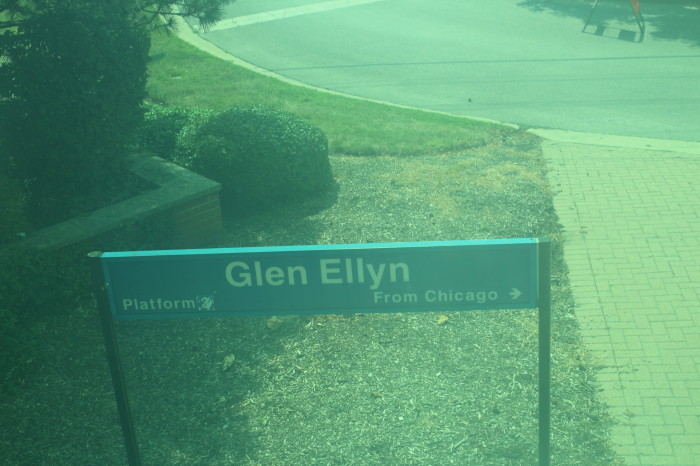 Glen Ellyn
Platform
From Chicago →